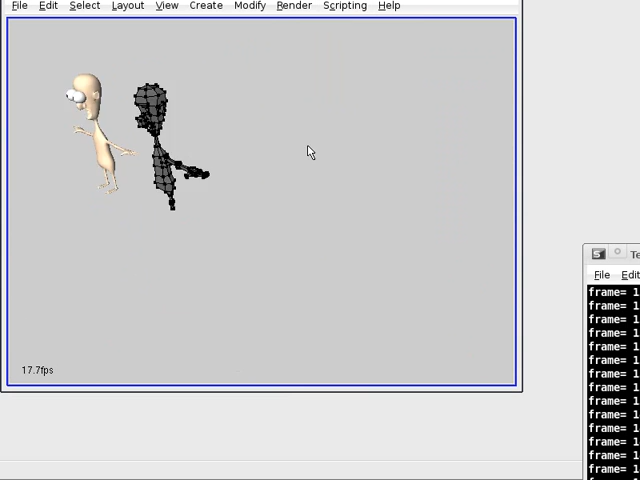 File Edit Select Layout View Create Modify Render Scripting Help
17.7fps
Te
File Edit
frame= 1
frame= 1
frame= 1
frame= 1
frame= 1
frame= 1
frame= 1
frame= 1
frame= 1
frame= 1
frame= 1
frame= 1
frame= 1
frame= 1